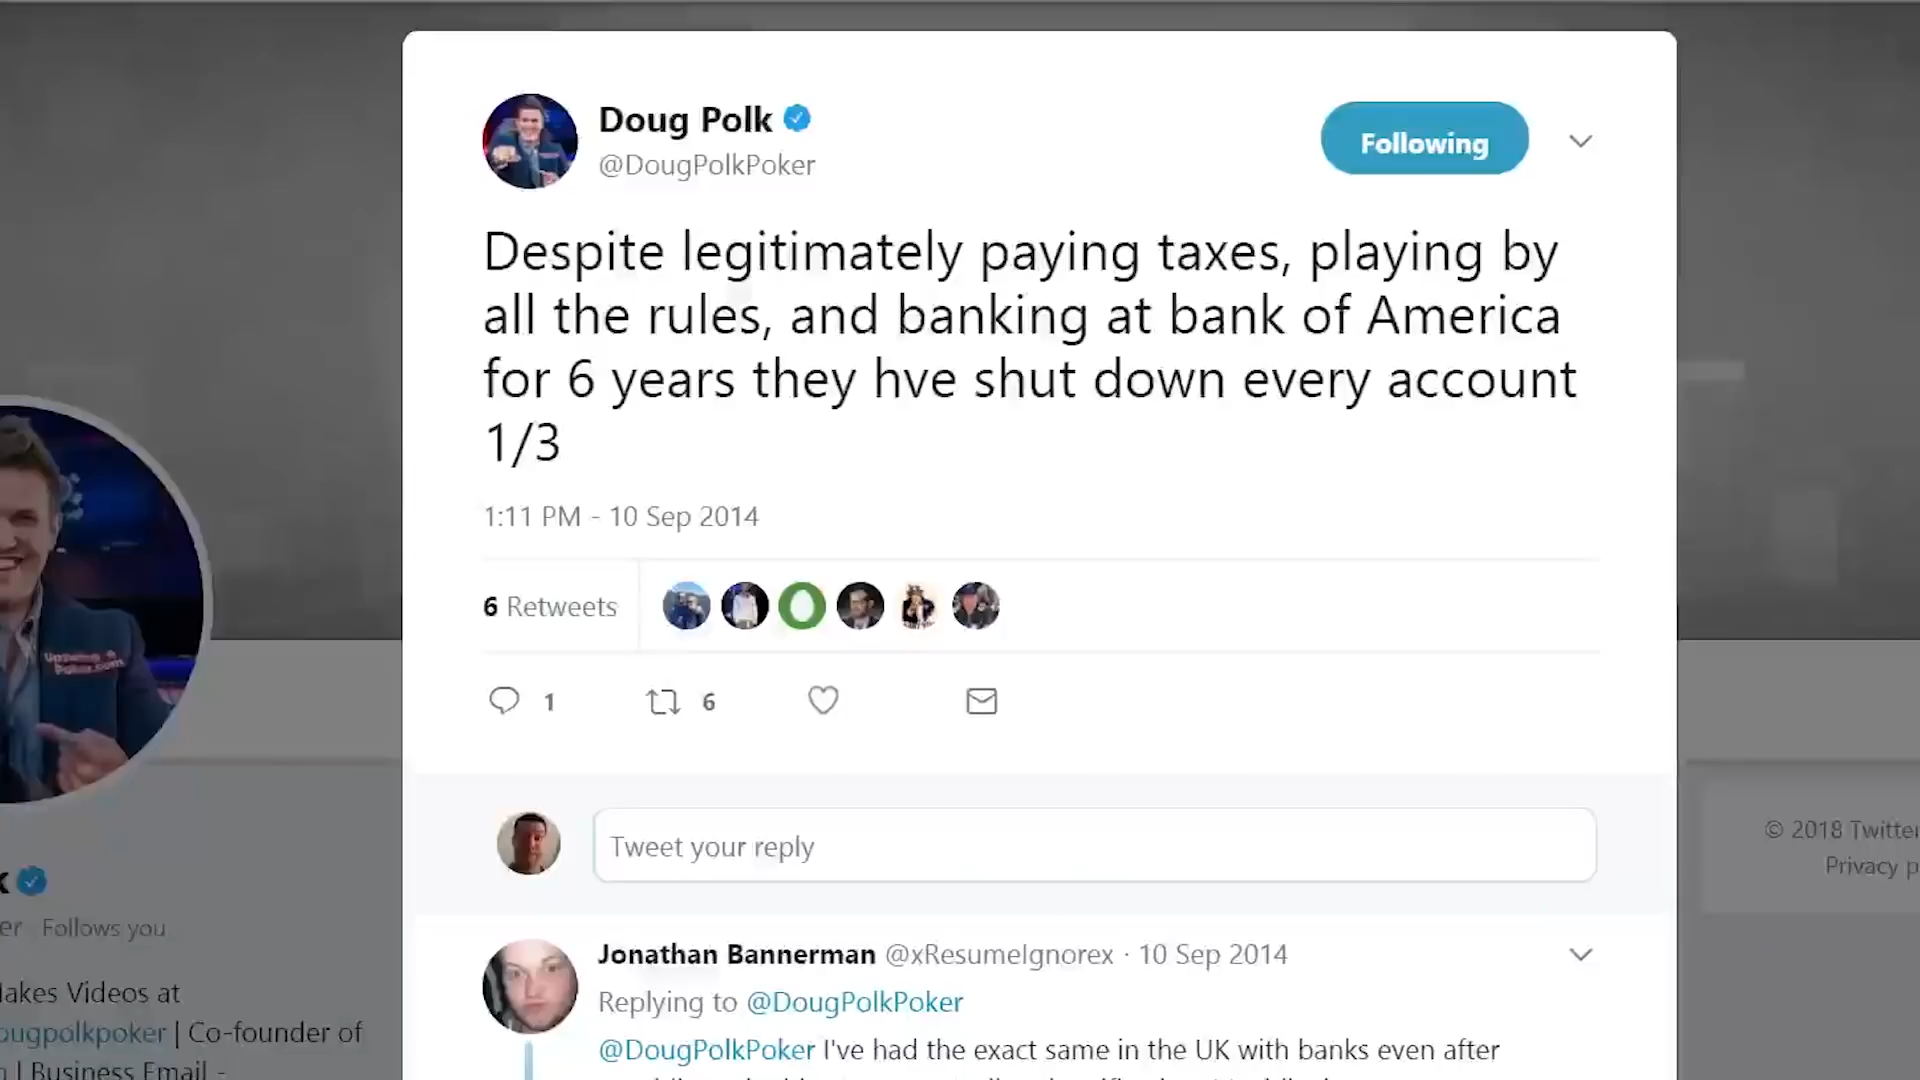 Doug Polk
@DougPolkPoker
Following
Despite legitimately paying taxes, playing by
all the rules, and banking at bank of America
for 6 years they hve shut down every account
1/3
1:11 PM - 10 Sep 2014
6 Retweets
1 6
Tweet your reply
© 2018 Twitter
Privacy p
k
er Follows you
Jonathan Bannerman @xResumeIgnorex · 10 Sep 2014
Replying to @DougPolkPoker
@DougPolkPoker I've had the exact same in the UK with banks even after
akes Videos at
ougpolkpoker | Co-founder of
| Business Email -
Upswing
Poker.com